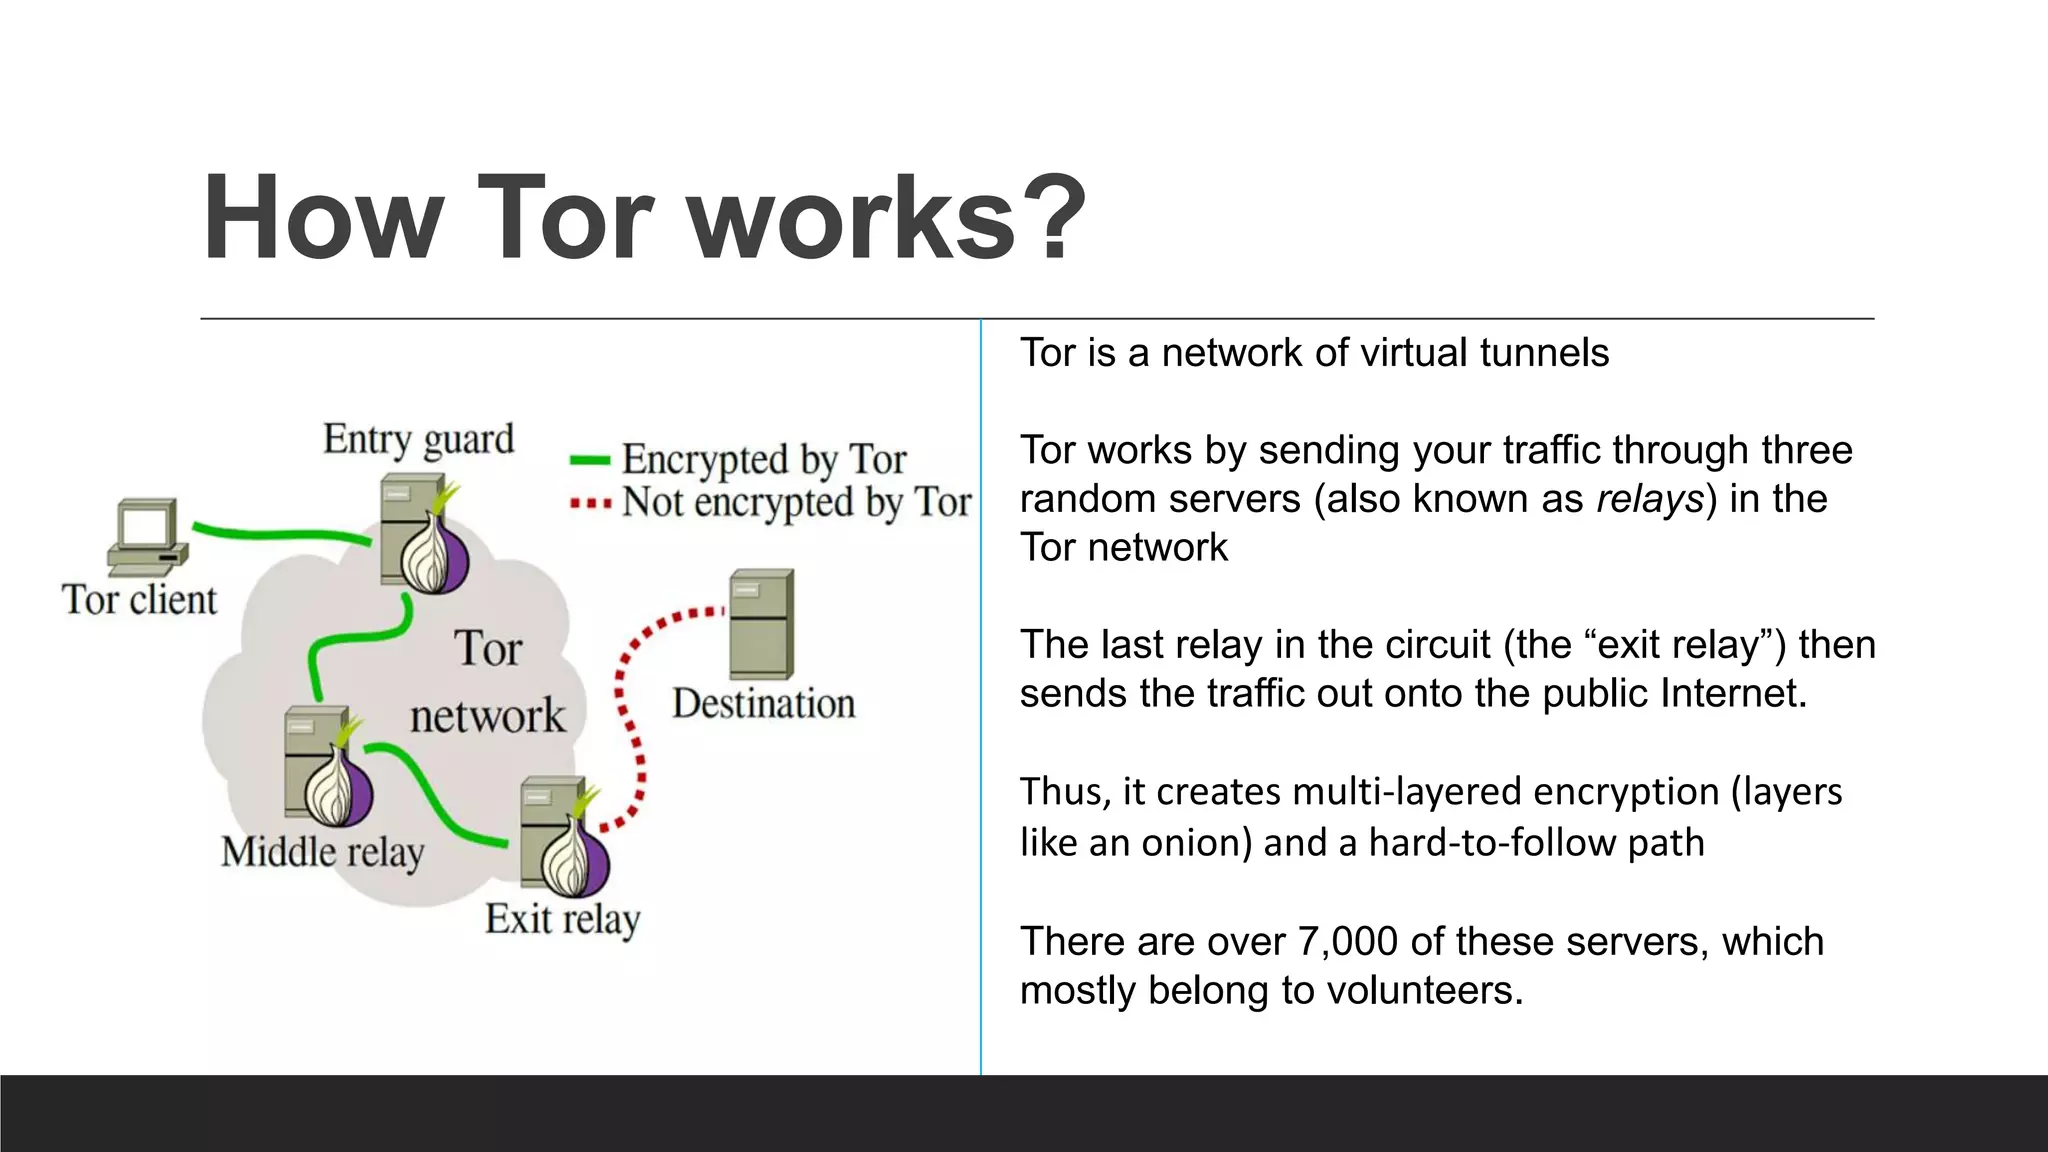 How Tor works?
Entry guard
Encrypted by Tor
Not encrypted by Tor
Tor client
Tor
network
Destination
Middle relay
Exit relay
Tor is a network of virtual tunnels
Tor works by sending your traffic through three
random servers (also known as relays) in the
Tor network
The last relay in the circuit (the “exit relay”) then
sends the traffic out onto the public Internet.
Thus, it creates multi-layered encryption (layers
like an onion) and a hard-to-follow path
There are over 7,000 of these servers, which
mostly belong to volunteers.